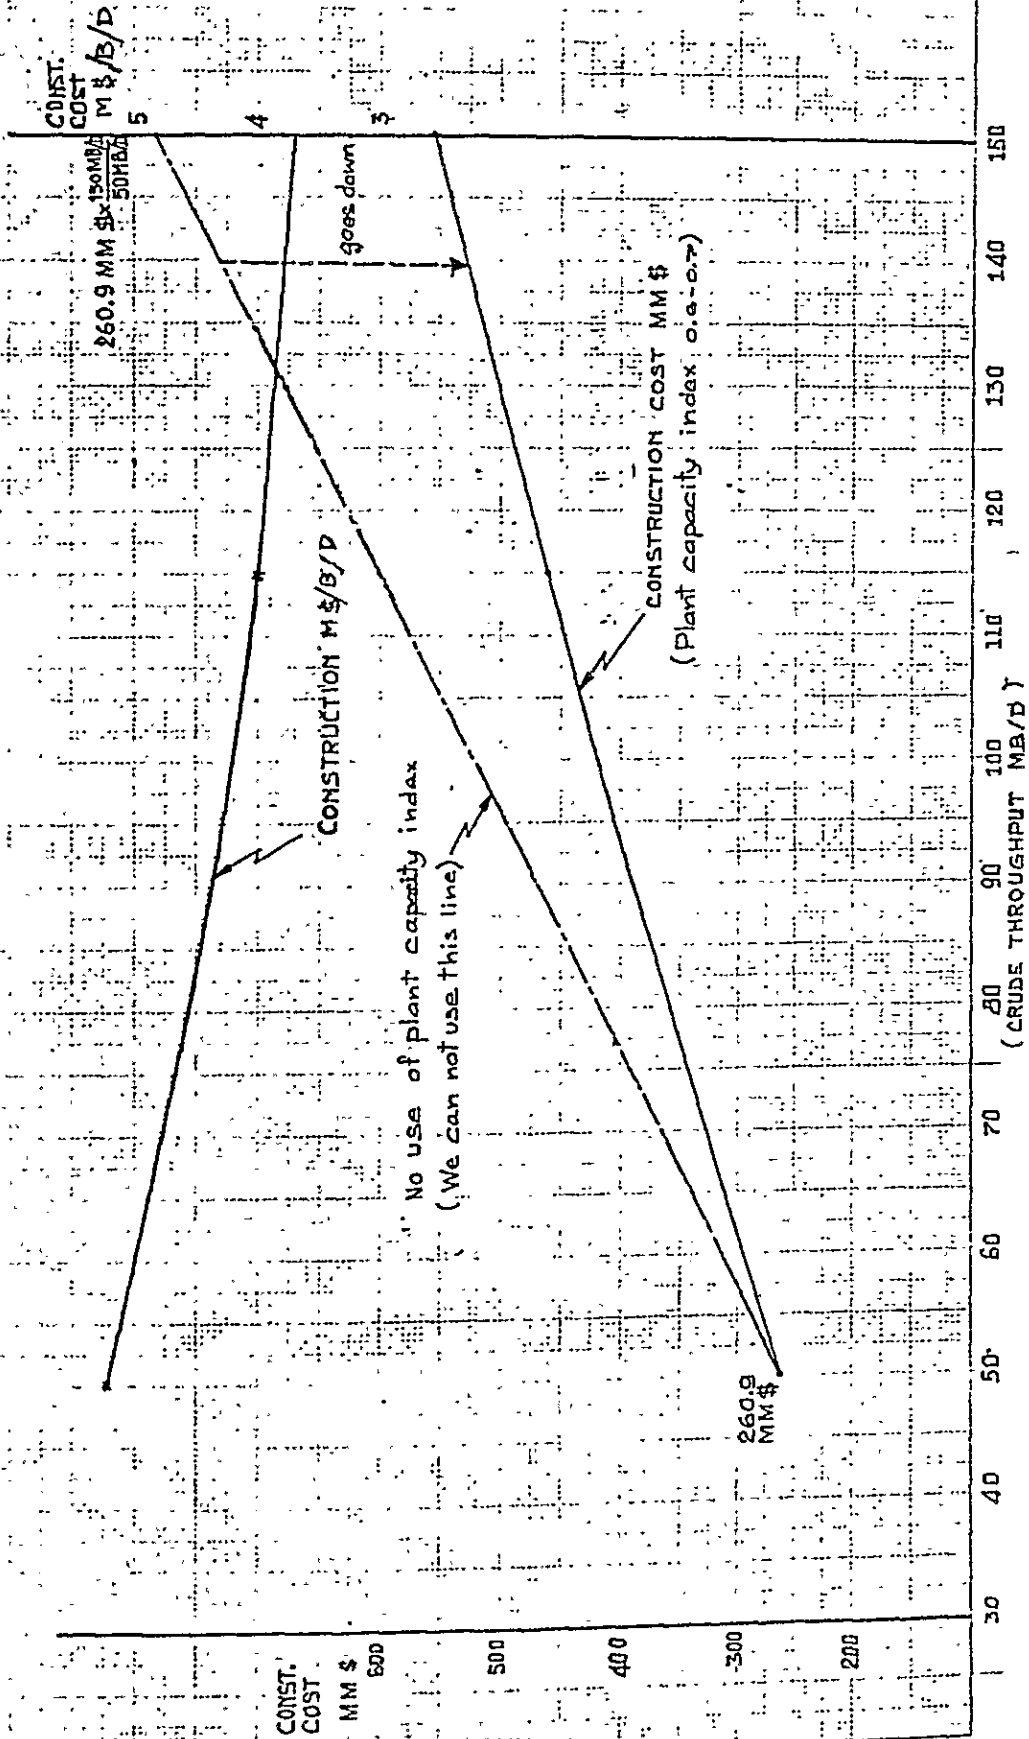 CONST.
COST
M $/B/D
260.9 MM $ x 150MB/D
50MB/D
5
4
3
goes down
CONSTRUCTION M$/B/D
No use of plant capacity index
(We can not use this line)
CONSTRUCTION COST MM $
(Plant capacity index 0.6-0.7)
260.9
MM $
CONST.
COST
MM $
600
500
400
300
200
30
40
50
60
70
80
90
100
110
120
130
140
150
(CRUDE THROUGHPUT MB/D)